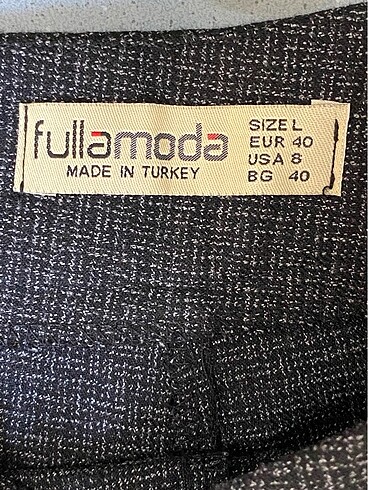 fullamoda
MADE IN TURKEY
SIZE L
EUR 40
USA 8
BG 40